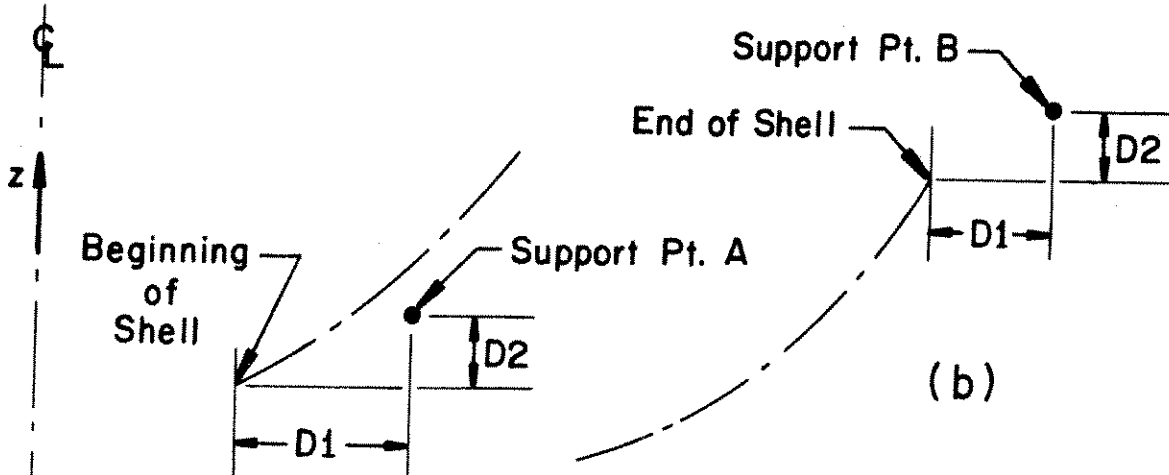 ℄
z
Beginning
of
Shell
Support Pt. A
D2
D1
Support Pt. B
End of Shell
D2
D1
(b)